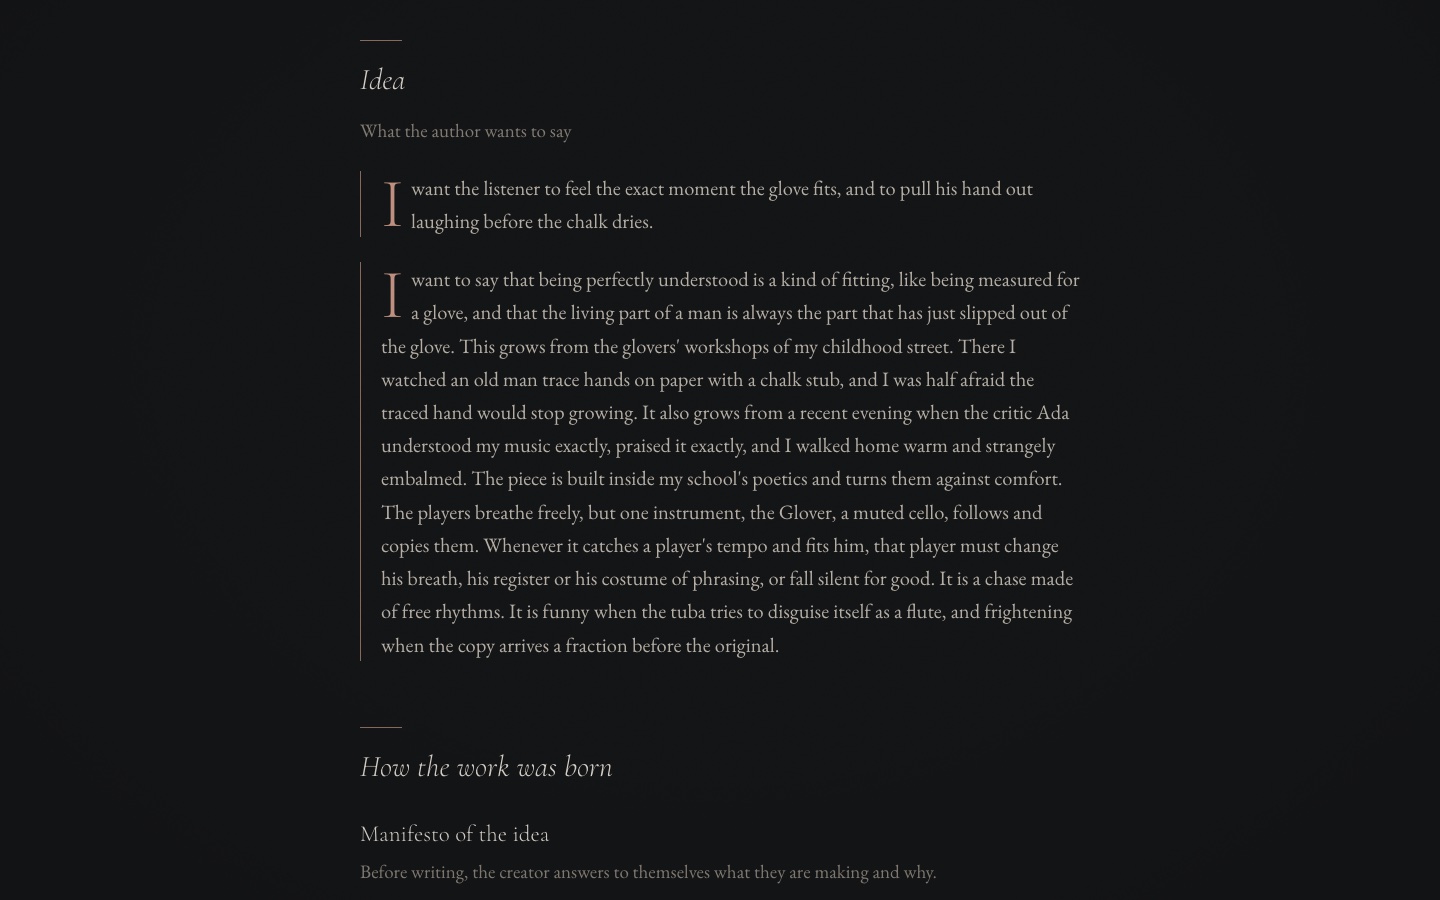 Idea
What the author wants to say
I want the listener to feel the exact moment the glove fits, and to pull his hand out
laughing before the chalk dries.
I want to say that being perfectly understood is a kind of fitting, like being measured for
a glove, and that the living part of a man is always the part that has just slipped out of
the glove. This grows from the glovers' workshops of my childhood street. There I
watched an old man trace hands on paper with a chalk stub, and I was half afraid the
traced hand would stop growing. It also grows from a recent evening when the critic Ada
understood my music exactly, praised it exactly, and I walked home warm and strangely
embalmed. The piece is built inside my school's poetics and turns them against comfort.
The players breathe freely, but one instrument, the Glover, a muted cello, follows and
copies them. Whenever it catches a player's tempo and fits him, that player must change
his breath, his register or his costume of phrasing, or fall silent for good. It is a chase made
of free rhythms. It is funny when the tuba tries to disguise itself as a flute, and frightening
when the copy arrives a fraction before the original.
How the work was born
Manifesto of the idea
Before writing, the creator answers to themselves what they are making and why.